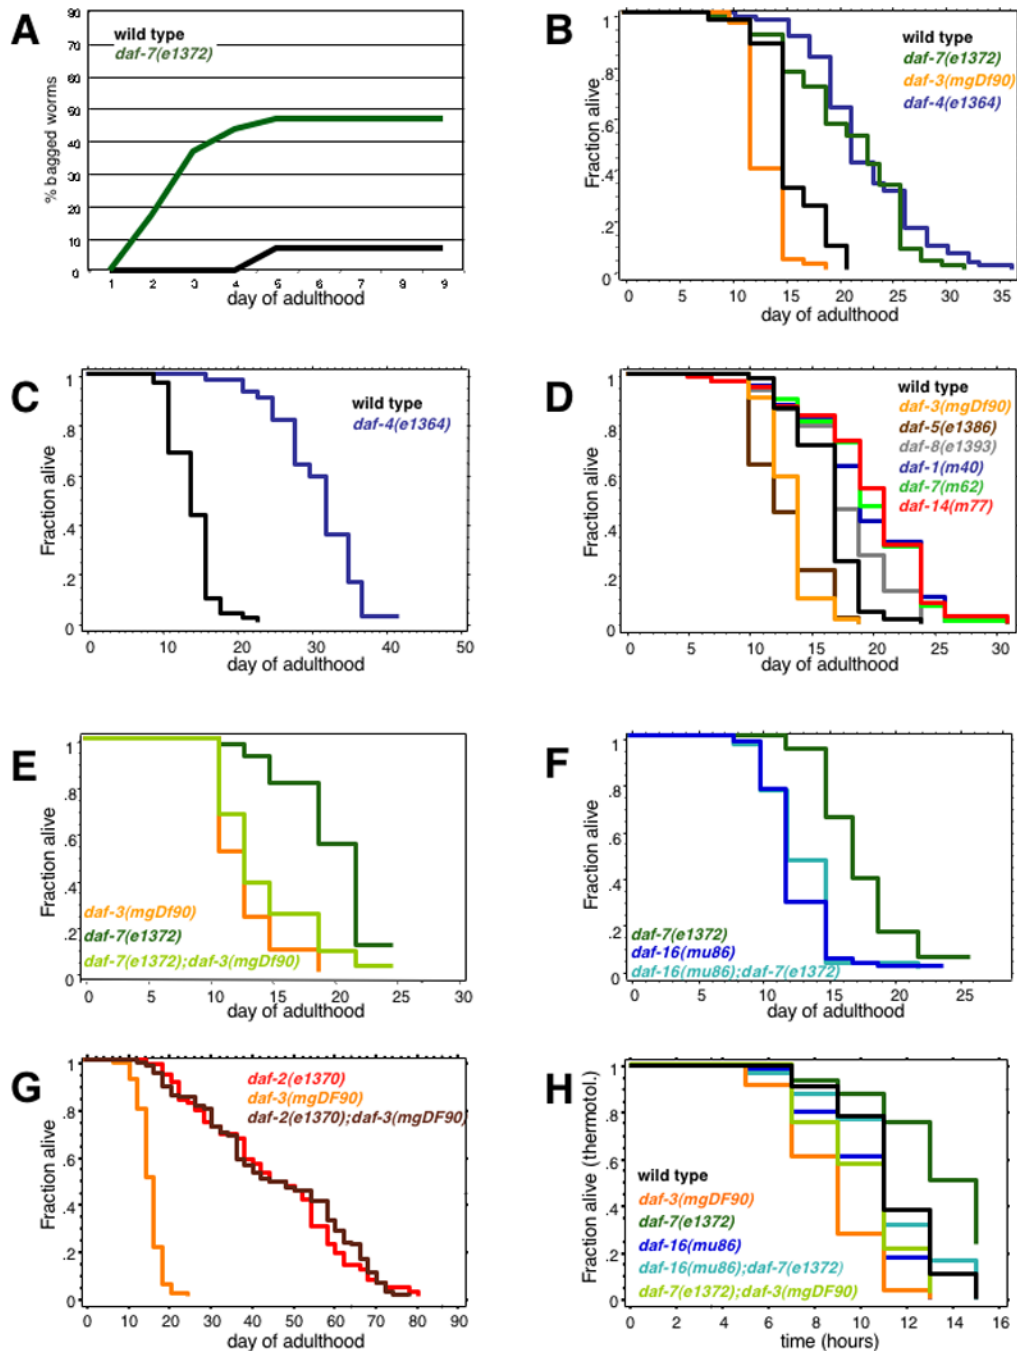 A
wild type
daf-7(e1372)
90
70
60
50
40
30
20
10
0
% bagged worms
1 2 3 4 5 6 7 8 9
day of adulthood
B
wild type
daf-7(e1372)
daf-3(mgDf90)
daf-4(e1364)
1
.8
.6
.4
.2
0
Fraction alive
0 5 10 15 20 25 30 35
day of adulthood
C
wild type
daf-4(e1364)
1
.8
.6
.4
.2
0
Fraction alive
0 10 20 30 40 50
day of adulthood
D
wild type
daf-3(mgDf90)
daf-5(e1386)
daf-8(e1393)
daf-1(m40)
daf-7(m62)
daf-14(m77)
1
.8
.6
.4
.2
0
Fraction alive
0 5 10 15 20 25 30
day of adulthood
E
1
.8
.6
.4
.2
0
Fraction alive
daf-3(mgDf90)
daf-7(e1372)
daf-7(e1372);daf-3(mgDf90)
0 5 10 15 20 25 30
day of adulthood
F
1
.8
.6
.4
.2
0
Fraction alive
daf-7(e1372)
daf-16(mu86)
daf-16(mu86);daf-7(e1372)
0 5 10 15 20 25
day of adulthood
G
daf-2(e1370)
daf-3(mgDF90)
daf-2(e1370);daf-3(mgDF90)
1
.8
.6
.4
.2
0
Fraction alive
0 10 20 30 40 50 60 70 80 90
day of adulthood
H
1
.8
.6
.4
.2
0
Fraction alive (thermotol.)
wild type
daf-3(mgDF90)
daf-7(e1372)
daf-16(mu86)
daf-16(mu86);daf-7(e1372)
daf-7(e1372);daf-3(mgDF90)
0 2 4 6 8 10 12 14 16
time (hours)